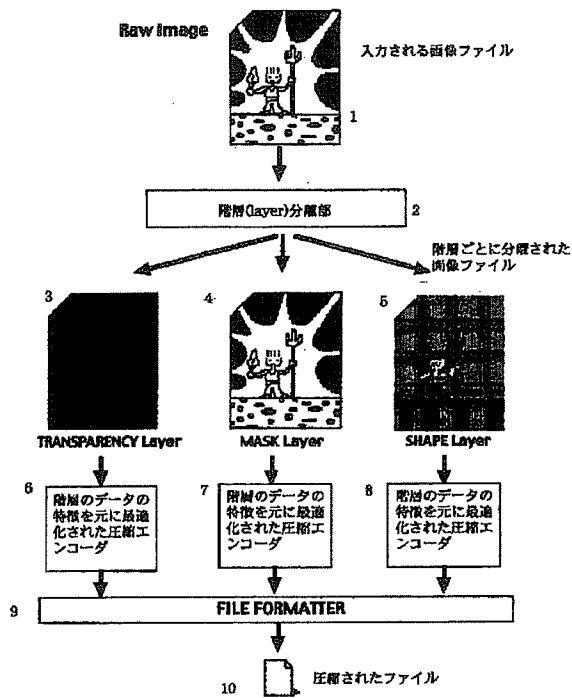 Raw Image
入力される画像ファイル
1
階層(layer)分離部
2
階層ごとに分離された
画像ファイル
3
4
5
TRANSPARENCY Layer
MASK Layer
SHAPE Layer
6
階層のデータの
特徴を元に最適
化された圧縮エ
ンコーダ
7
階層のデータの
特徴を元に最適
化された圧縮エ
ンコーダ
8
階層のデータの
特徴を元に最適
化された圧縮エ
ンコーダ
9
FILE FORMATTER
10
圧縮されたファイル